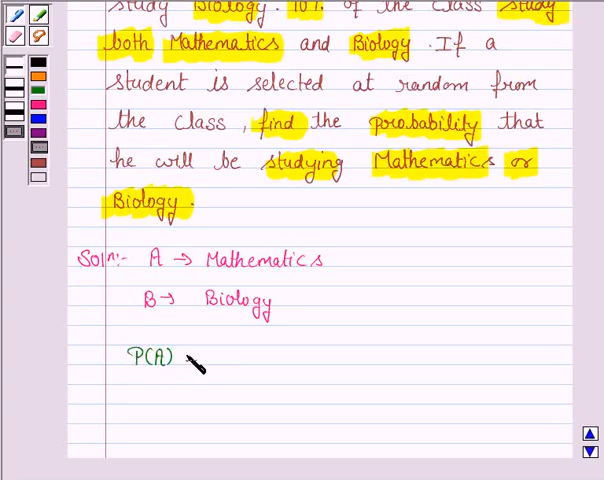 study Biology. 10% of the Class study
both Mathematics and Biology. If a
student is selected at random from
the Class, find the probability that
he will be studying Mathematics or
Biology.
Soln:- A → Mathematics
B → Biology
P(A)